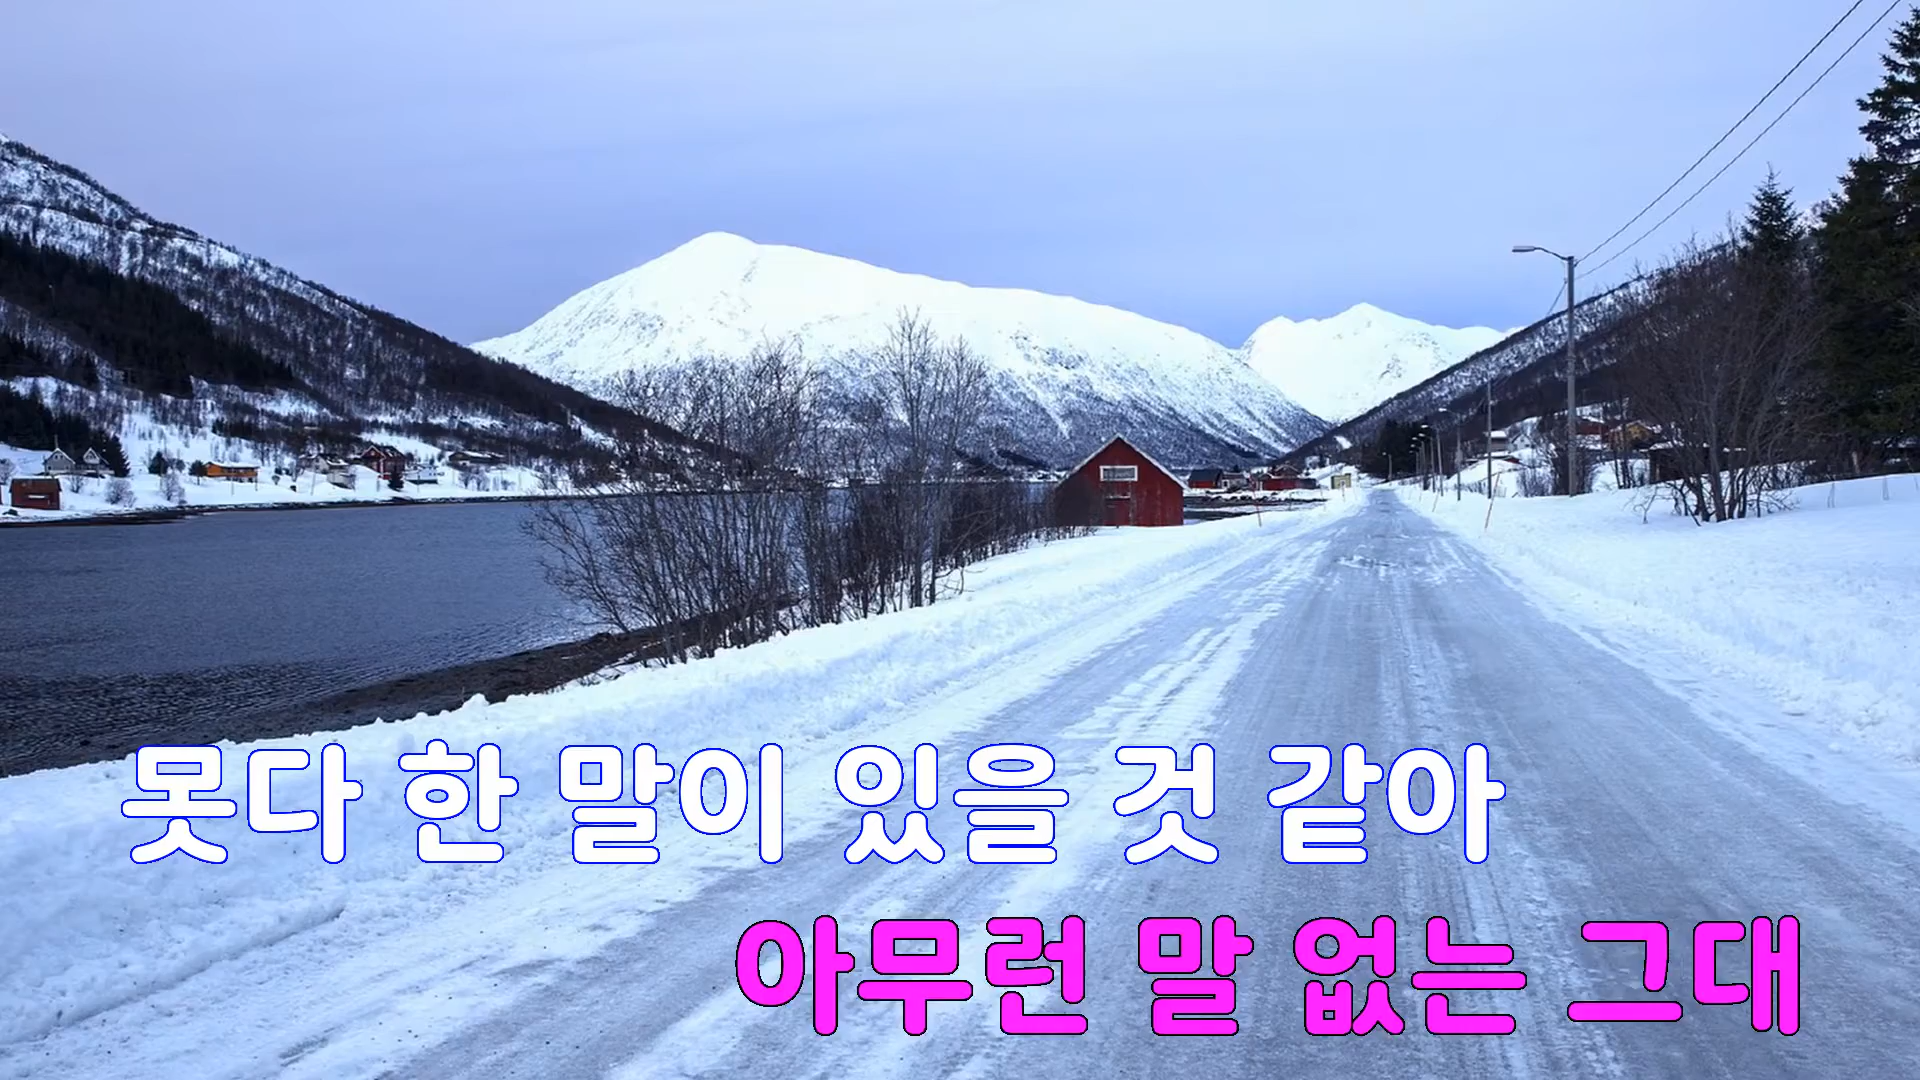 못다 한 말이 있을 것 같아
아무런 말 없는 그대